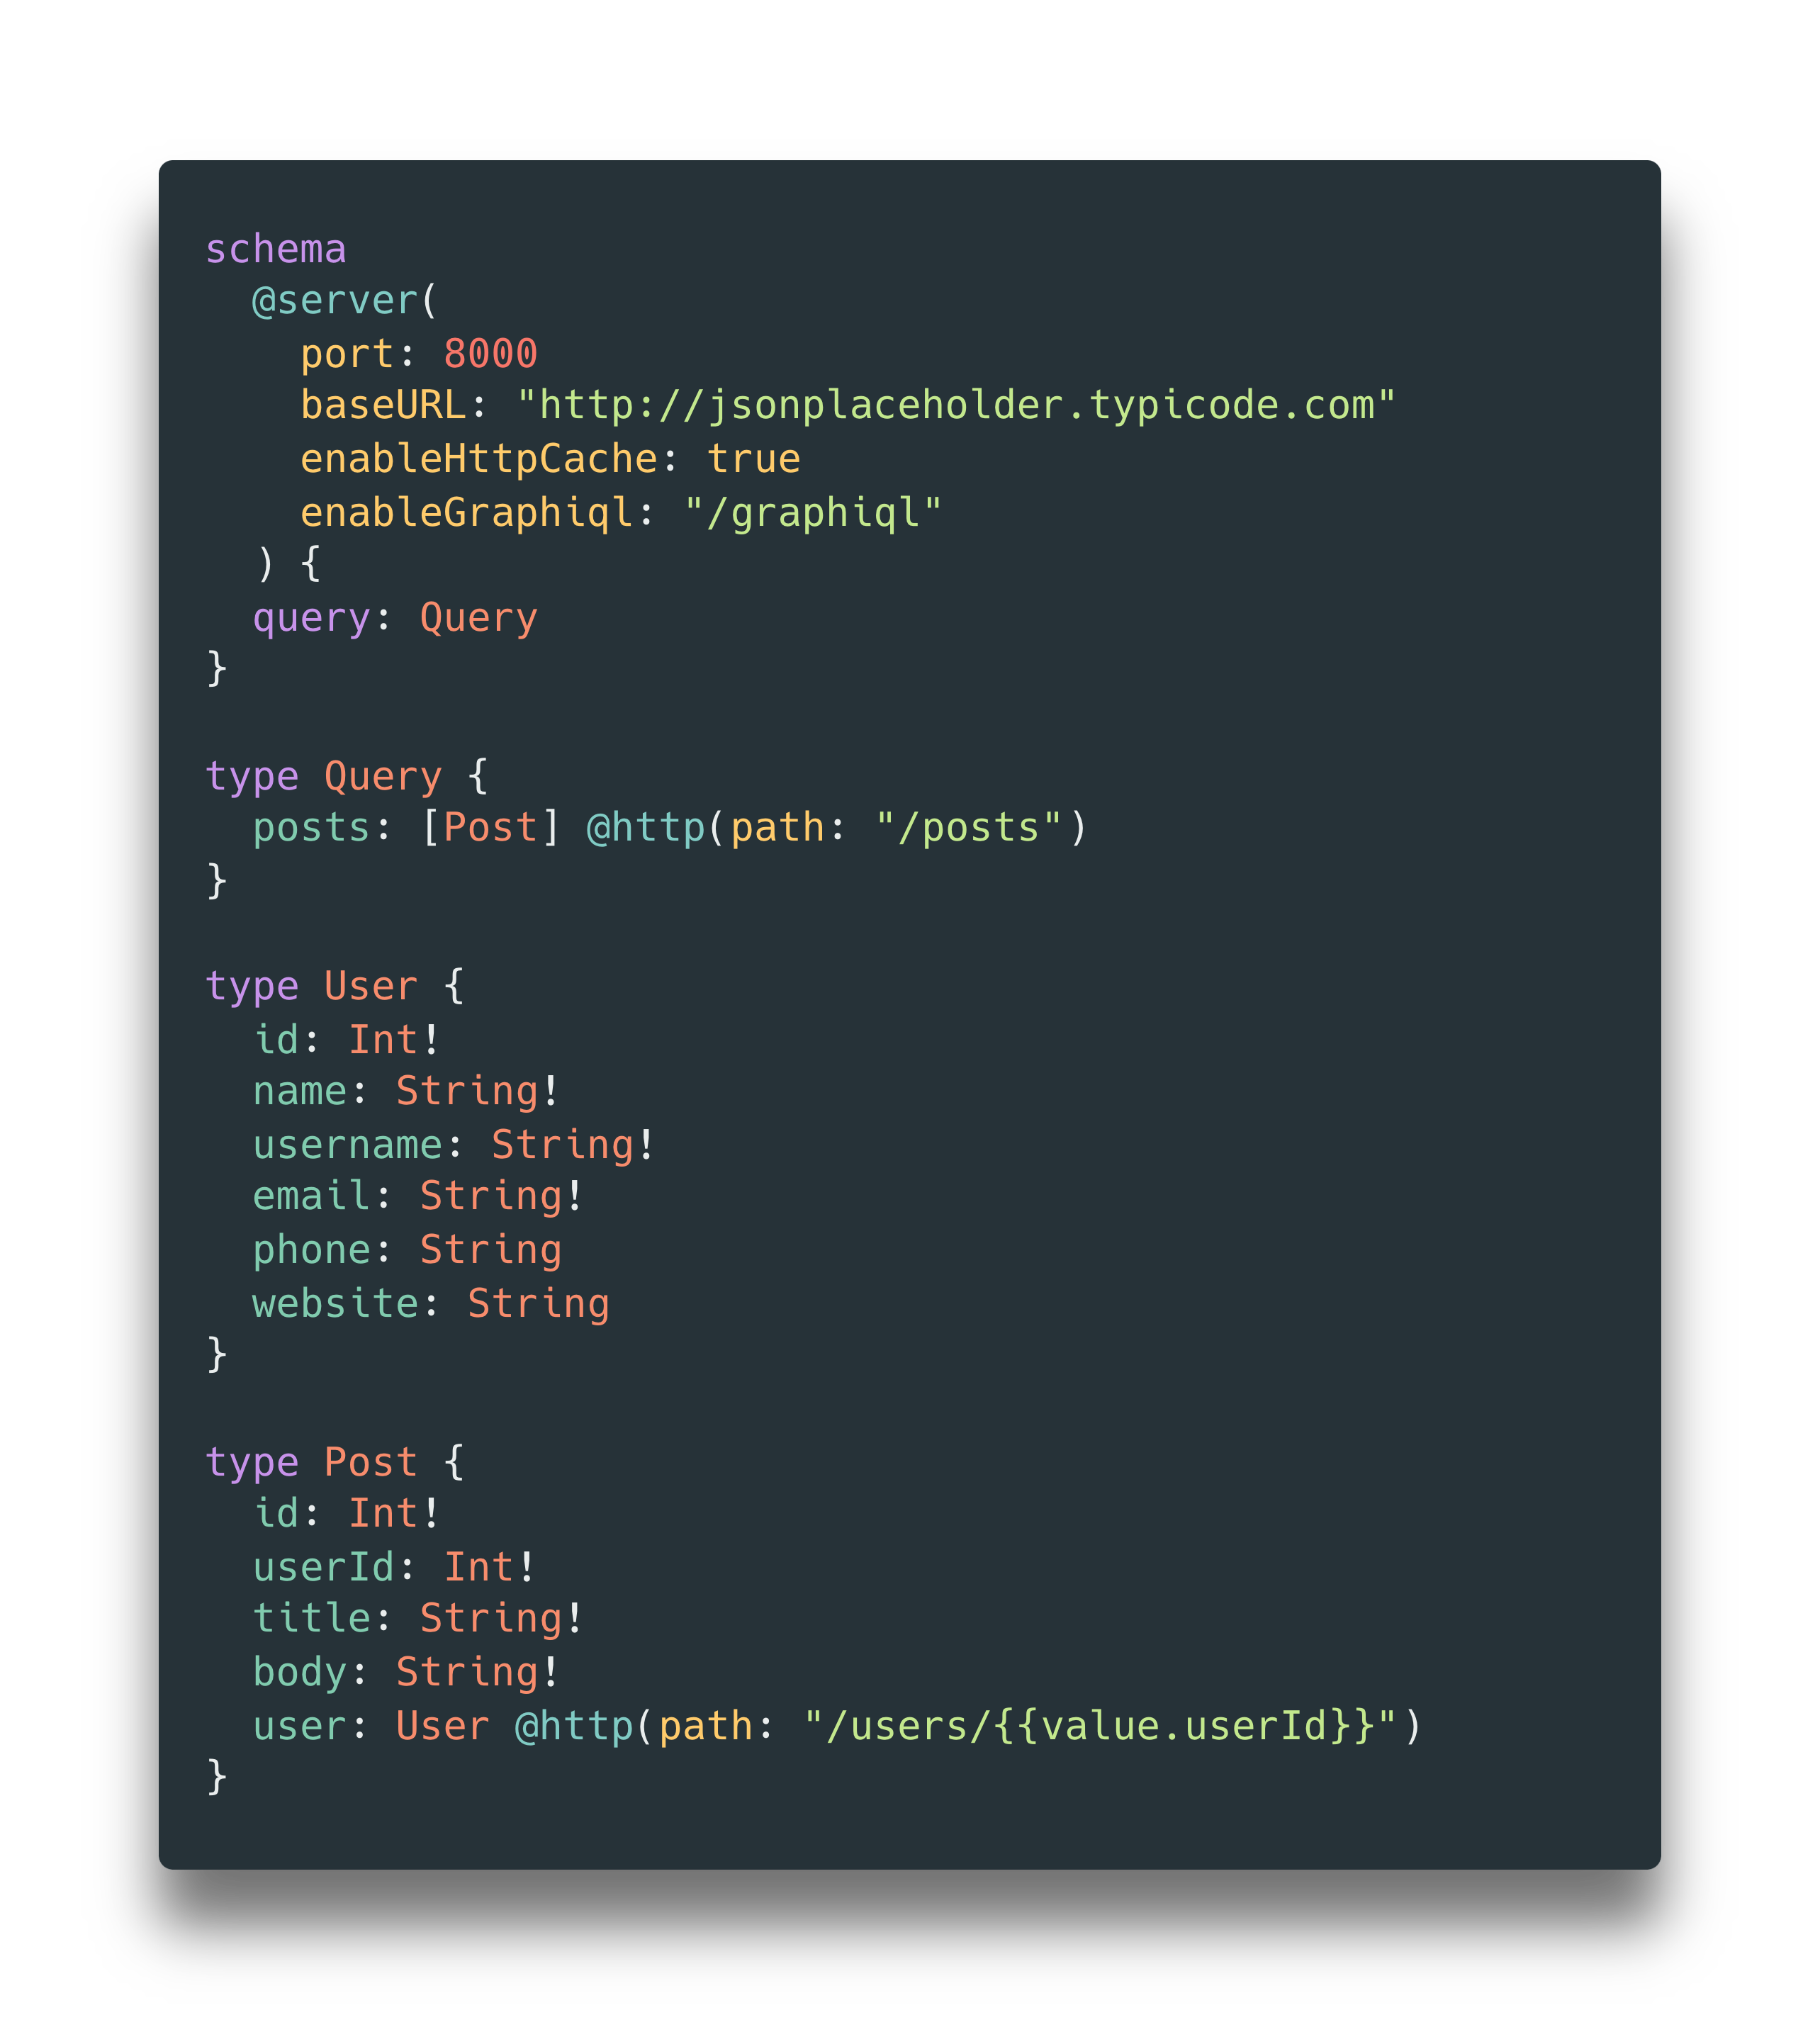 schema
  @server(
    port: 8000
    baseURL: "http://jsonplaceholder.typicode.com"
    enableHttpCache: true
    enableGraphiql: "/graphiql"
  ) {
  query: Query
}

type Query {
  posts: [Post] @http(path: "/posts")
}

type User {
  id: Int!
  name: String!
  username: String!
  email: String!
  phone: String
  website: String
}

type Post {
  id: Int!
  userId: Int!
  title: String!
  body: String!
  user: User @http(path: "/users/{{value.userId}}")
}